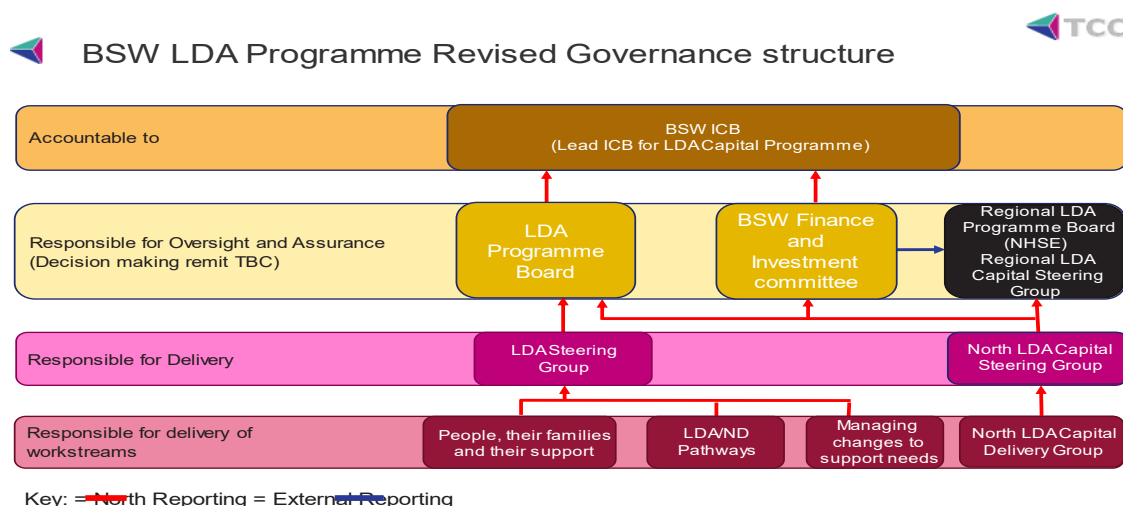 TCC
BSW LDA Programme Revised Governance structure
Accountable to
BSW ICB
(Lead ICB for LDA Capital Programme)
Responsible for Oversight and Assurance
(Decision making remit TBC)
LDA
Programme
Board
BSW Finance
and
Investment
committee
Regional LDA
Programme Board
(NHSE)
Regional LDA
Capital Steering
Group
Responsible for Delivery
LDA Steering
Group
North LDA Capital
Steering Group
Responsible for delivery of
workstreams
People, their families
and their support
LDA/ND
Pathways
Managing
changes to
support needs
North LDA Capital
Delivery Group
Key: = North Reporting = External Reporting